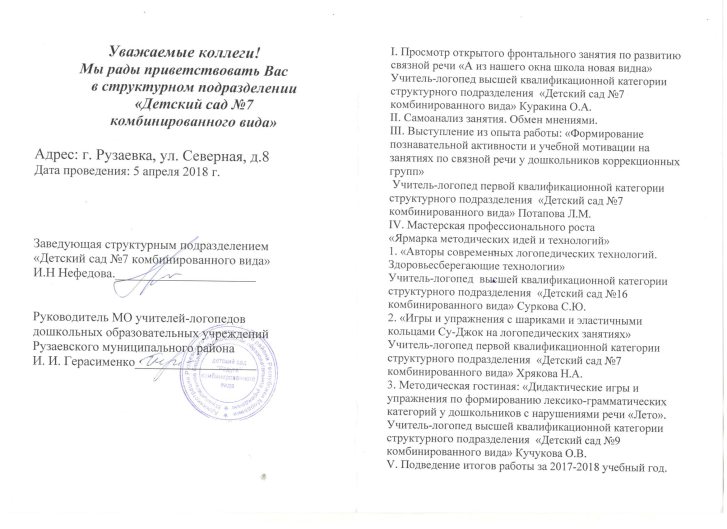 Уважаемые коллеги!
Мы рады приветствовать Вас
в структурном подразделении
«Детский сад №7
комбинированного вида»
Адрес: г. Рузаевка, ул. Северная, д.8
Дата проведения: 5 апреля 2018 г.
Заведующая структурным подразделением
«Детский сад №7 комбинированного вида»
И.Н Нефедова.
Руководитель МО учителей-логопедов
дошкольных образовательных учреждений
Рузаевского муниципального района
И. И. Герасименко
детский сад
комбинированного
вида
I. Просмотр открытого фронтального занятия по развитию
связной речи «А из нашего окна школа новая видна»
Учитель-логопед высшей квалификационной категории
структурного подразделения «Детский сад №7
комбинированного вида» Куракина О.А.
II. Самоанализ занятия. Обмен мнениями.
III. Выступление из опыта работы: «Формирование
познавательной активности и учебной мотивации на
занятиях по связной речи у дошкольников коррекционных
групп»
Учитель-логопед первой квалификационной категории
структурного подразделения «Детский сад №7
комбинированного вида» Потапова Л.М.
IV. Мастерская профессионального роста
«Ярмарка методических идей и технологий»
1. «Авторы современных логопедических технологий.
Здоровьесберегающие технологии»
Учитель-логопед высшей квалификационной категории
структурного подразделения «Детский сад №16
комбинированного вида» Суркова С.Ю.
2. «Игры и упражнения с шариками и эластичными
кольцами Су-Джок на логопедических занятиях»
Учитель-логопед первой квалификационной категории
структурного подразделения «Детский сад №7
комбинированного вида» Хрякова Н.А.
3. Методическая гостиная: «Дидактические игры и
упражнения по формированию лексико-грамматических
категорий у дошкольников с нарушениями речи «Лето».
Учитель-логопед высшей квалификационной категории
структурного подразделения «Детский сад №9
комбинированного вида» Кучукова О.В.
V. Подведение итогов работы за 2017-2018 учебный год.